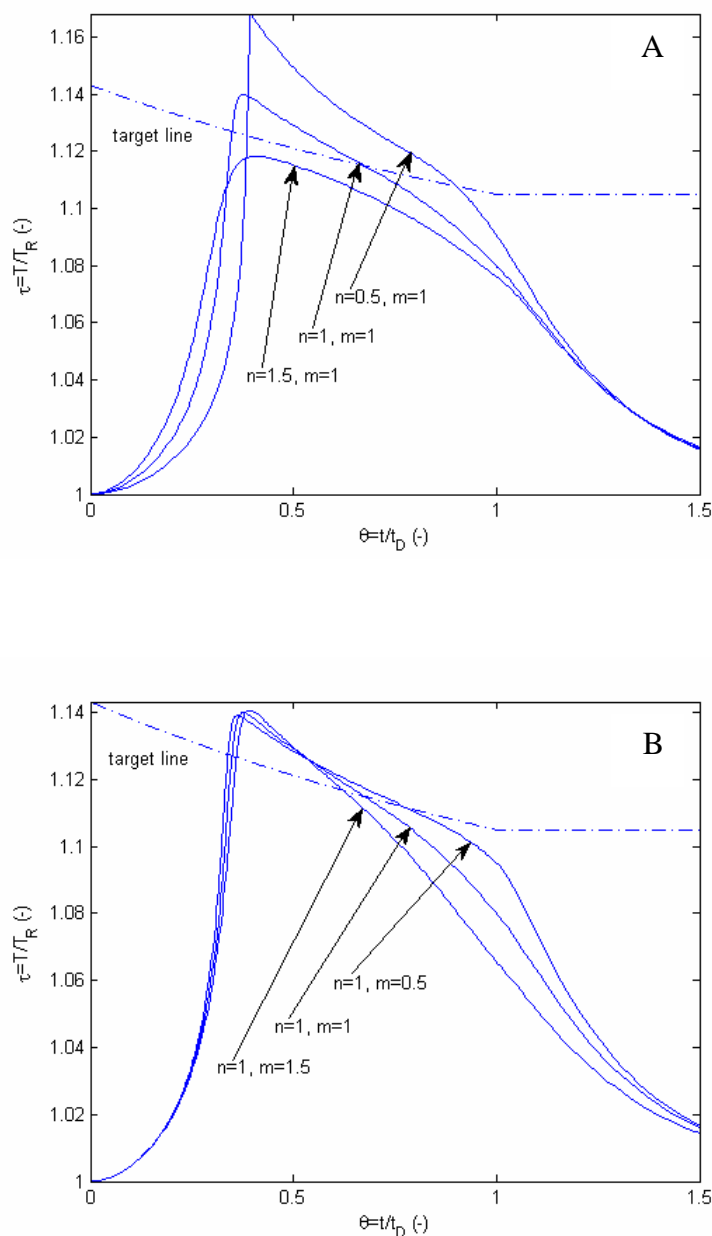 A
1.16
1.14
target line
1.12
1.1
1.08
1.06
1.04
1.02
1
τ=T/T_R (-)
n=0.5, m=1
n=1, m=1
n=1.5, m=1
0 0.5 1 1.5
θ=t/t_D (-)
B
1.14
target line
1.12
1.1
1.08
1.06
1.04
1.02
1
τ=T/T_R (-)
n=1, m=0.5
n=1, m=1
n=1, m=1.5
0 0.5 1 1.5
θ=t/t_D (-)